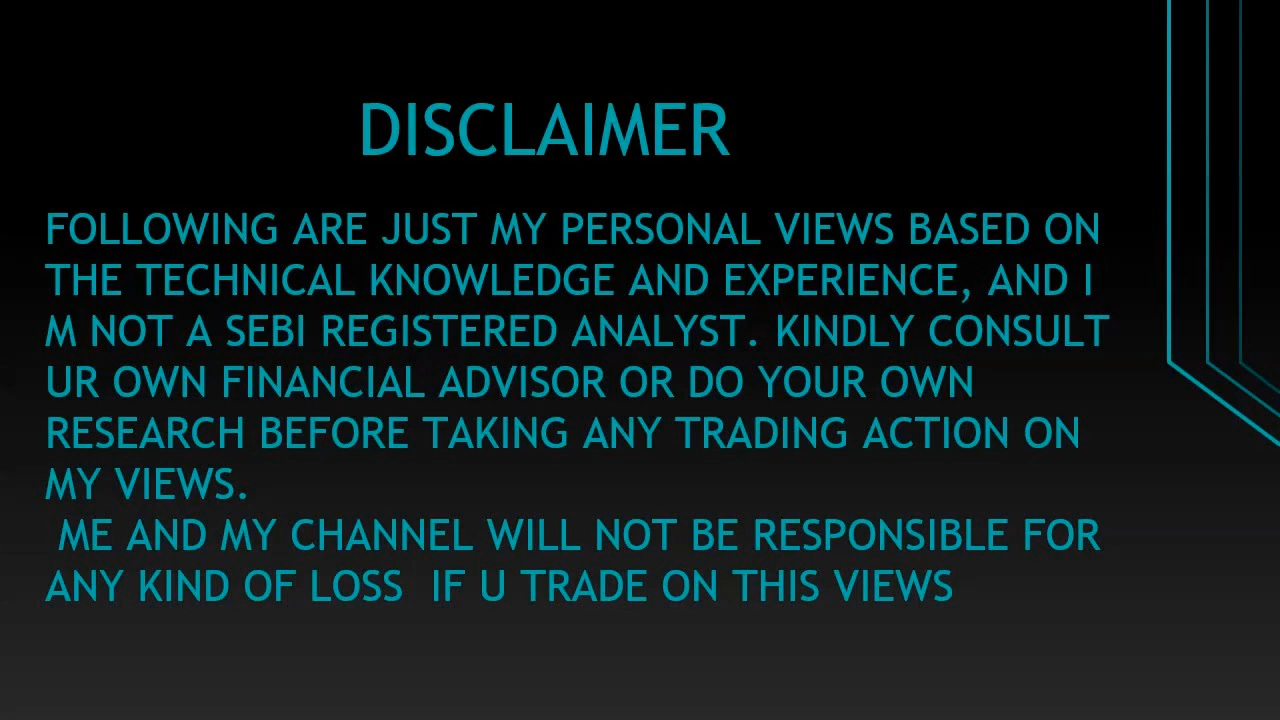 DISCLAIMER
FOLLOWING ARE JUST MY PERSONAL VIEWS BASED ON
THE TECHNICAL KNOWLEDGE AND EXPERIENCE, AND I
M NOT A SEBI REGISTERED ANALYST. KINDLY CONSULT
UR OWN FINANCIAL ADVISOR OR DO YOUR OWN
RESEARCH BEFORE TAKING ANY TRADING ACTION ON
MY VIEWS.
ME AND MY CHANNEL WILL NOT BE RESPONSIBLE FOR
ANY KIND OF LOSS  IF U TRADE ON THIS VIEWS